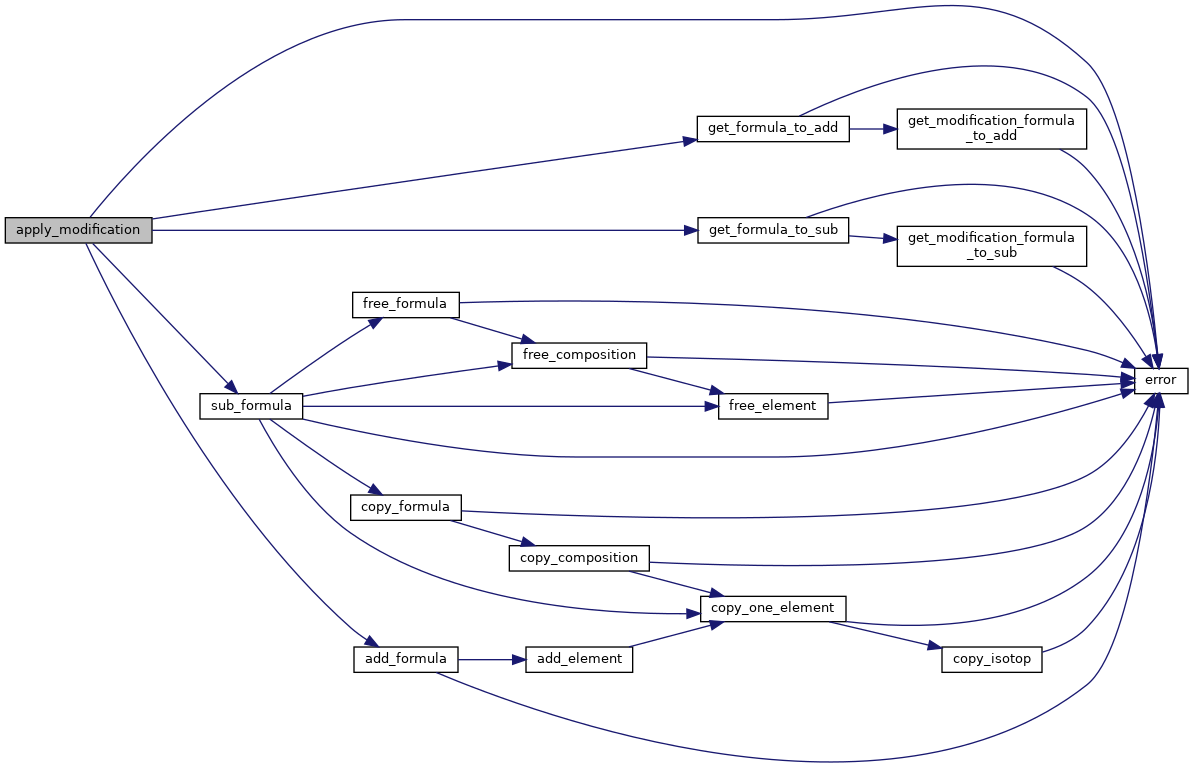 get_formula_to_add
get_modification_formula
_to_add
apply_modification
get_formula_to_sub
get_modification_formula
_to_sub
free_formula
free_composition
error
sub_formula
free_element
copy_formula
copy_composition
copy_one_element
add_formula
add_element
copy_isotop